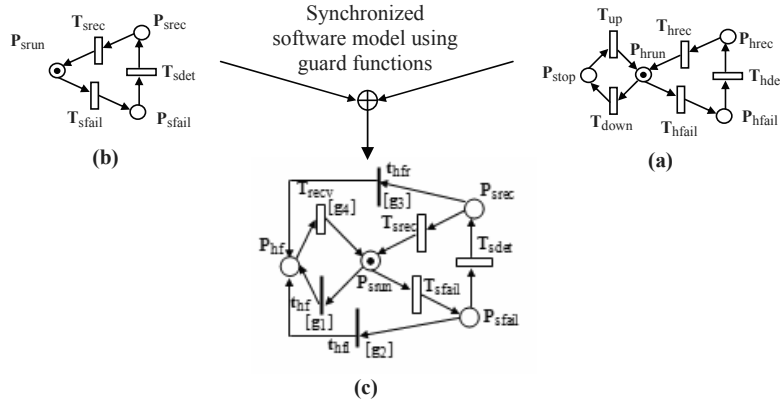 Synchronized
software model using
guard functions
T_srec
P_srec
P_srun
T_sdet
T_sfail
P_sfail
(b)
T_up
T_hrec
P_hrec
P_hrun
P_stop
T_hde
T_down
T_hfail
P_hfail
(a)
t_hfr
T_recv
[g4]
[g3]
P_srec
T_srec
P_hf
T_sdet
P_srun
T_sfail
t_hf
[g1]
P_sfail
t_hfl
[g2]
(c)